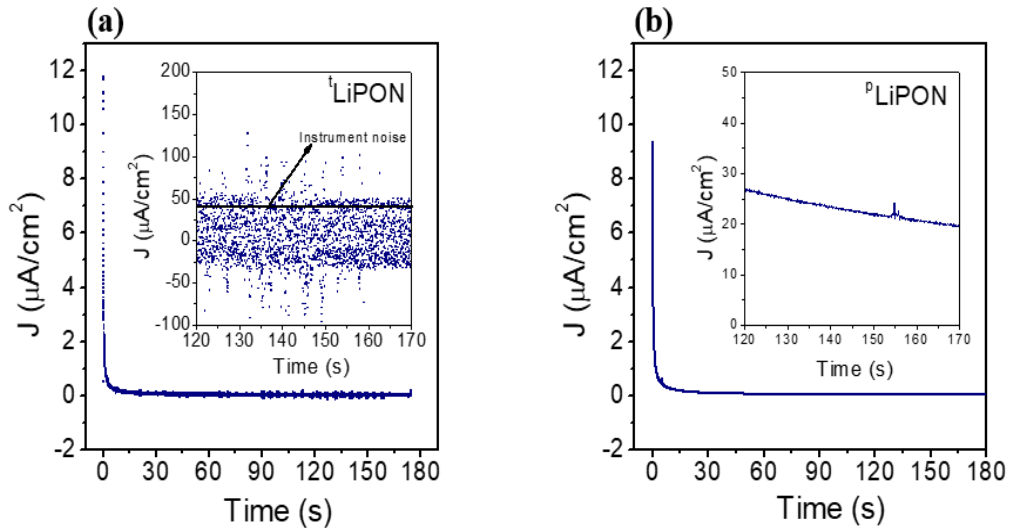 (a)
J (μA/cm²)
12
10
8
6
4
2
0
-2
0 30 60 90 120 150 180
Time (s)
J (μA/cm²)
200
150
100
50
0
-50
-100
120 130 140 150 160 170
Time (s)
ᵗLiPON
Instrument noise
(b)
J (μA/cm²)
12
10
8
6
4
2
0
-2
0 30 60 90 120 150 180
Time (s)
J (μA/cm²)
50
40
30
20
10
0
120 130 140 150 160 170
Time (s)
ᵖLiPON